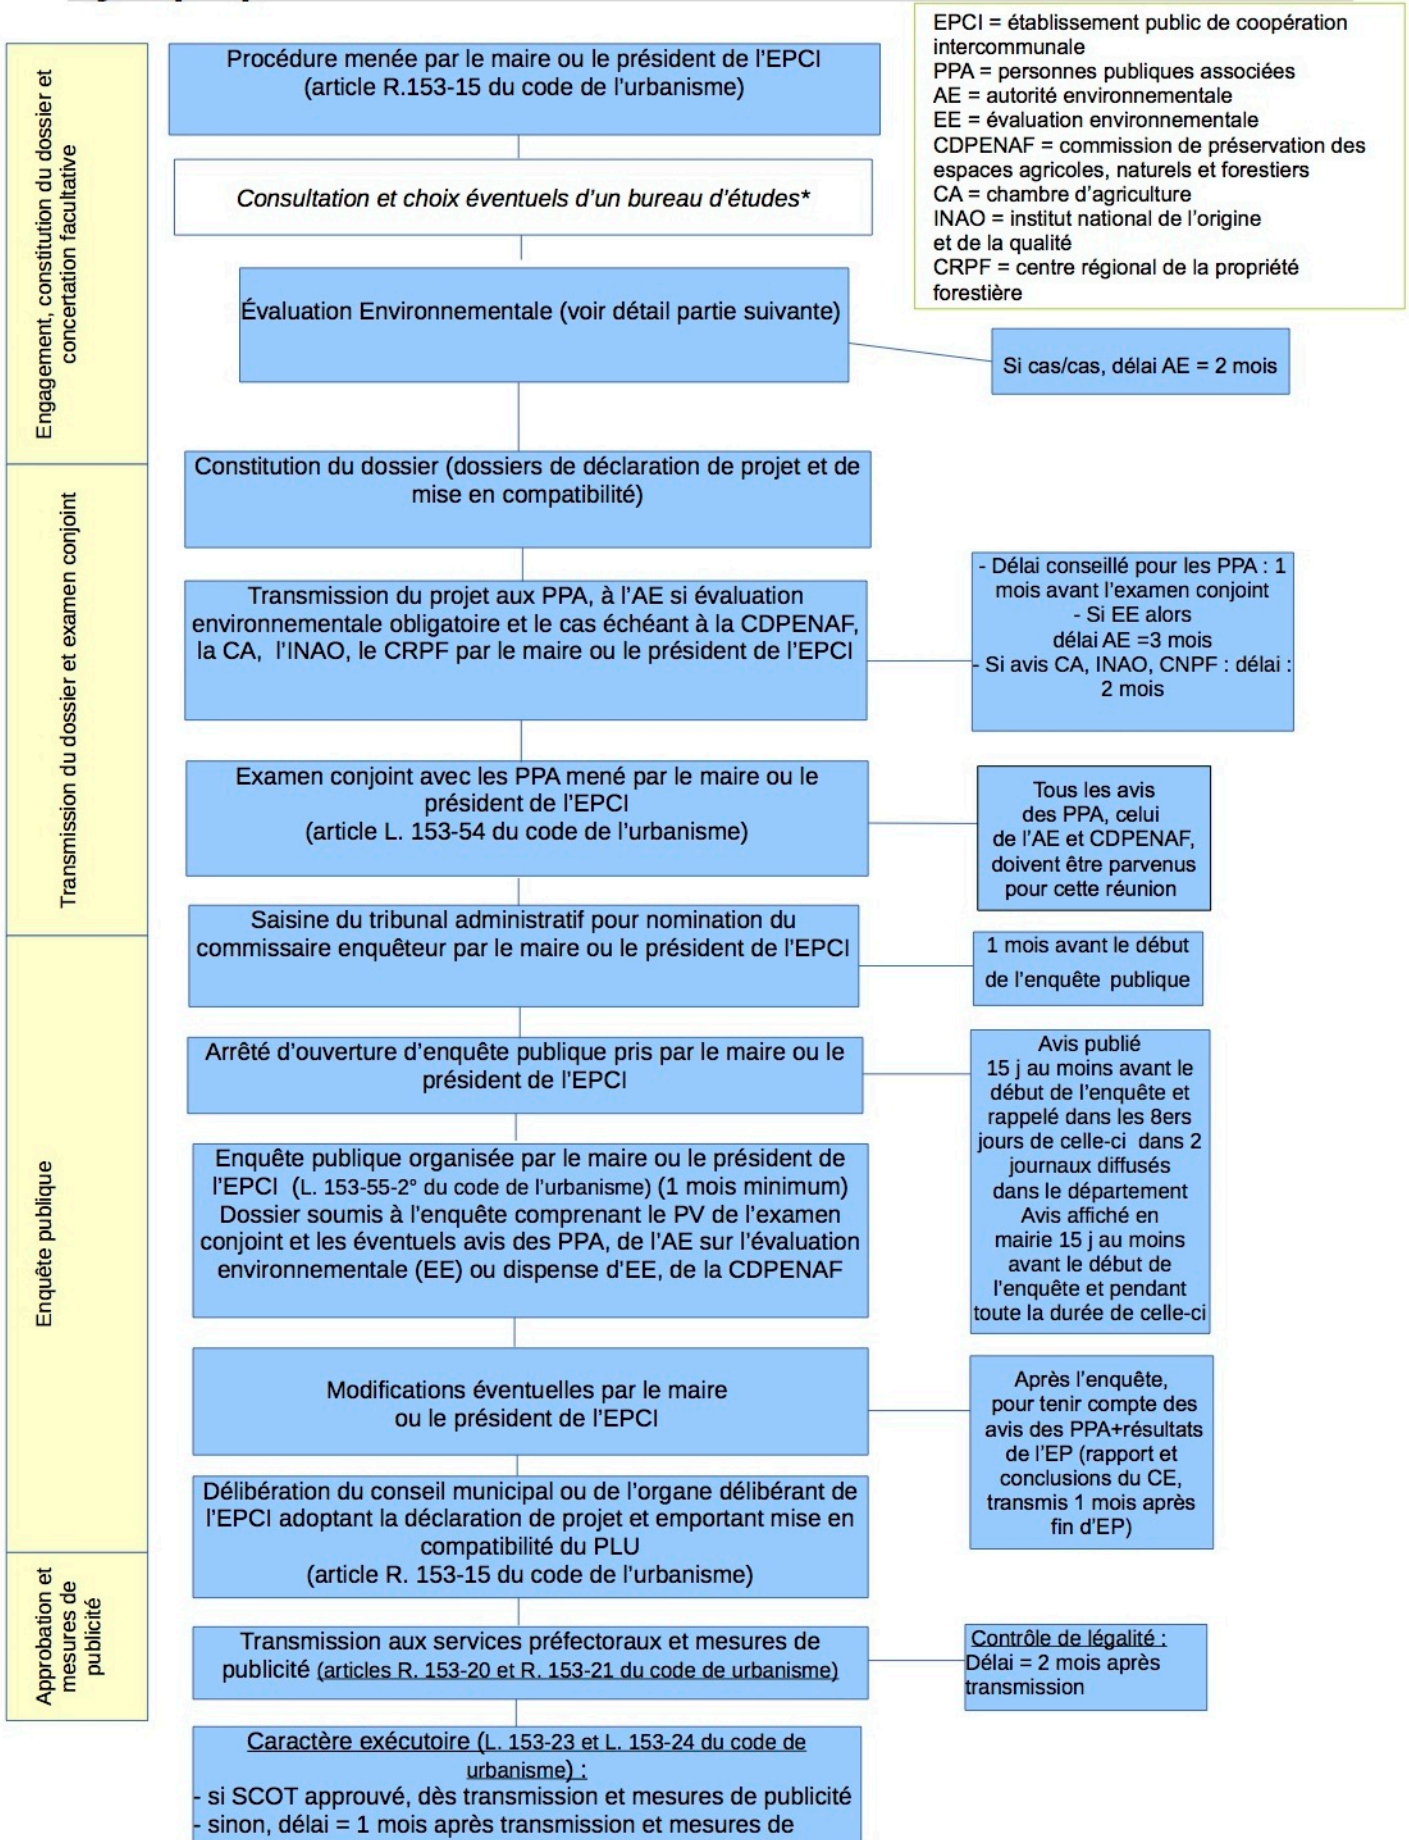 EPCI = établissement public de coopération
intercommunale
PPA = personnes publiques associées
AE = autorité environnementale
EE = évaluation environnementale
CDPENAF = commission de préservation des
espaces agricoles, naturels et forestiers
CA = chambre d’agriculture
INAO = institut national de l’origine
et de la qualité
CRPF = centre régional de la propriété
forestière
Engagement, constitution du dossier et
concertation facultative
Procédure menée par le maire ou le président de l’EPCI
(article R.153-15 du code de l'urbanisme)
Consultation et choix éventuels d’un bureau d’études*
Évaluation Environnementale (voir détail partie suivante)
Si cas/cas, délai AE = 2 mois
Transmission du dossier et examen conjoint
Constitution du dossier (dossiers de déclaration de projet et de
mise en compatibilité)
Transmission du projet aux PPA, à l’AE si évaluation
environnementale obligatoire et le cas échéant à la CDPENAF,
la CA, l’INAO, le CRPF par le maire ou le président de l’EPCI
- Délai conseillé pour les PPA : 1
mois avant l’examen conjoint
- Si EE alors
délai AE =3 mois
- Si avis CA, INAO, CNPF : délai :
2 mois
Examen conjoint avec les PPA mené par le maire ou le
président de l’EPCI
(article L. 153-54 du code de l’urbanisme)
Tous les avis
des PPA, celui
de l’AE et CDPENAF,
doivent être parvenus
pour cette réunion
Saisine du tribunal administratif pour nomination du
commissaire enquêteur par le maire ou le président de l’EPCI
1 mois avant le début
de l’enquête publique
Enquête publique
Arrêté d’ouverture d’enquête publique pris par le maire ou le
président de l’EPCI
Avis publié
15 j au moins avant le
début de l’enquête et
rappelé dans les 8ers
jours de celle-ci dans 2
journaux diffusés
dans le département
Avis affiché en
mairie 15 j au moins
avant le début de
l’enquête et pendant
toute la durée de celle-ci
Enquête publique organisée par le maire ou le président de
l’EPCI (L. 153-55-2° du code de l’urbanisme) (1 mois minimum)
Dossier soumis à l’enquête comprenant le PV de l’examen
conjoint et les éventuels avis des PPA, de l’AE sur l’évaluation
environnementale (EE) ou dispense d’EE, de la CDPENAF
Modifications éventuelles par le maire
ou le président de l’EPCI
Après l’enquête,
pour tenir compte des
avis des PPA+résultats
de l’EP (rapport et
conclusions du CE,
transmis 1 mois après
fin d’EP)
Délibération du conseil municipal ou de l’organe délibérant de
l’EPCI adoptant la déclaration de projet et emportant mise en
compatibilité du PLU
(article R. 153-15 du code de l’urbanisme)
Approbation et
mesures de
publicité
Transmission aux services préfectoraux et mesures de
publicité (articles R. 153-20 et R. 153-21 du code de urbanisme)
Contrôle de légalité :
Délai = 2 mois après
transmission
Caractère exécutoire (L. 153-23 et L. 153-24 du code de
urbanisme) :
- si SCOT approuvé, dès transmission et mesures de publicité
- sinon, délai = 1 mois après transmission et mesures de